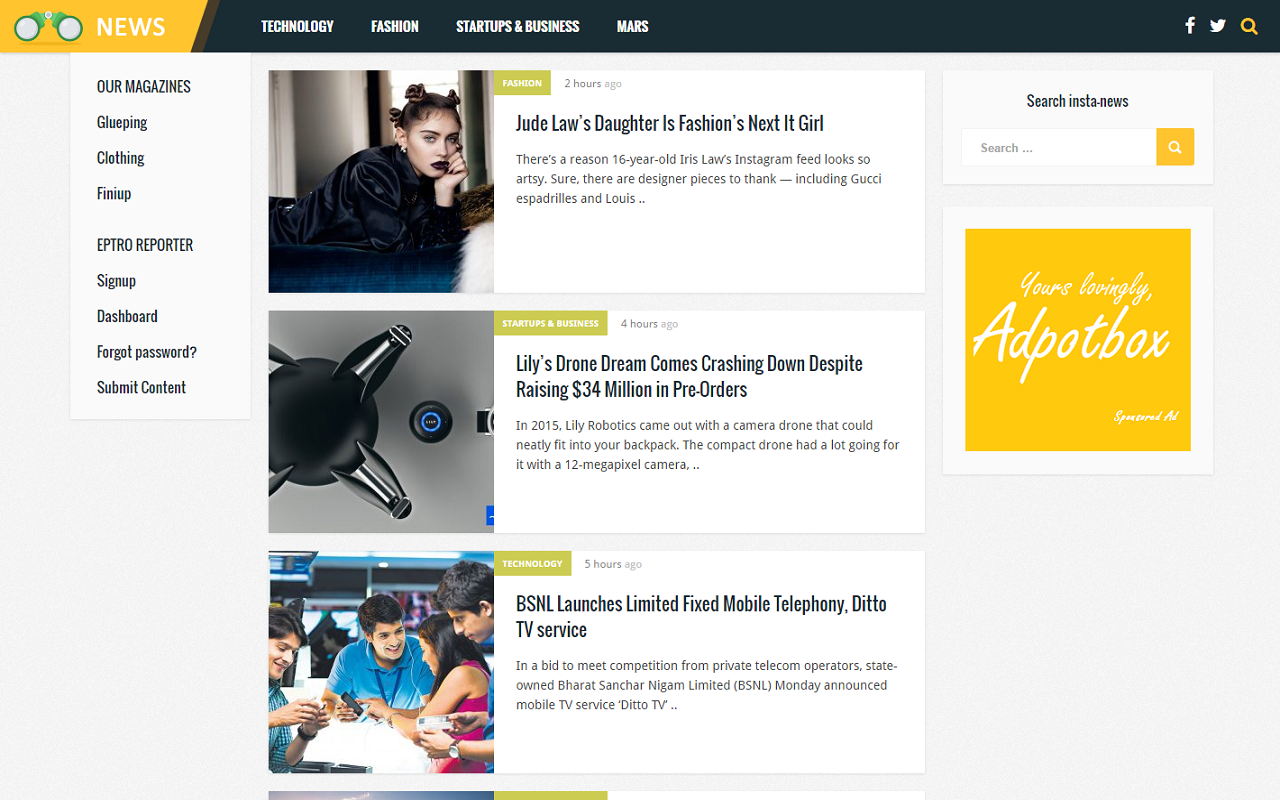 NEWS
TECHNOLOGY
FASHION
STARTUPS & BUSINESS
MARS
OUR MAGAZINES
Glueping
Clothing
Finiup
EPTRO REPORTER
Signup
Dashboard
Forgot password?
Submit Content
FASHION
2 hours ago
Jude Law's Daughter Is Fashion's Next It Girl
There's a reason 16-year-old Iris Law's Instagram feed looks so
artsy. Sure, there are designer pieces to thank — including Gucci
espadrilles and Louis ..
STARTUPS & BUSINESS
4 hours ago
LILY
Lily's Drone Dream Comes Crashing Down Despite
Raising $34 Million in Pre-Orders
In 2015, Lily Robotics came out with a camera drone that could
neatly fit into your backpack. The compact drone had a lot going for
it with a 12-megapixel camera, ..
TECHNOLOGY
5 hours ago
BSNL Launches Limited Fixed Mobile Telephony, Ditto
TV service
In a bid to meet competition from private telecom operators, state-
owned Bharat Sanchar Nigam Limited (BSNL) Monday announced
mobile TV service ‘Ditto TV’ ..
Search insta-news
Search ...
Yours lovingly,
Adpotbox
Sponsored Ad